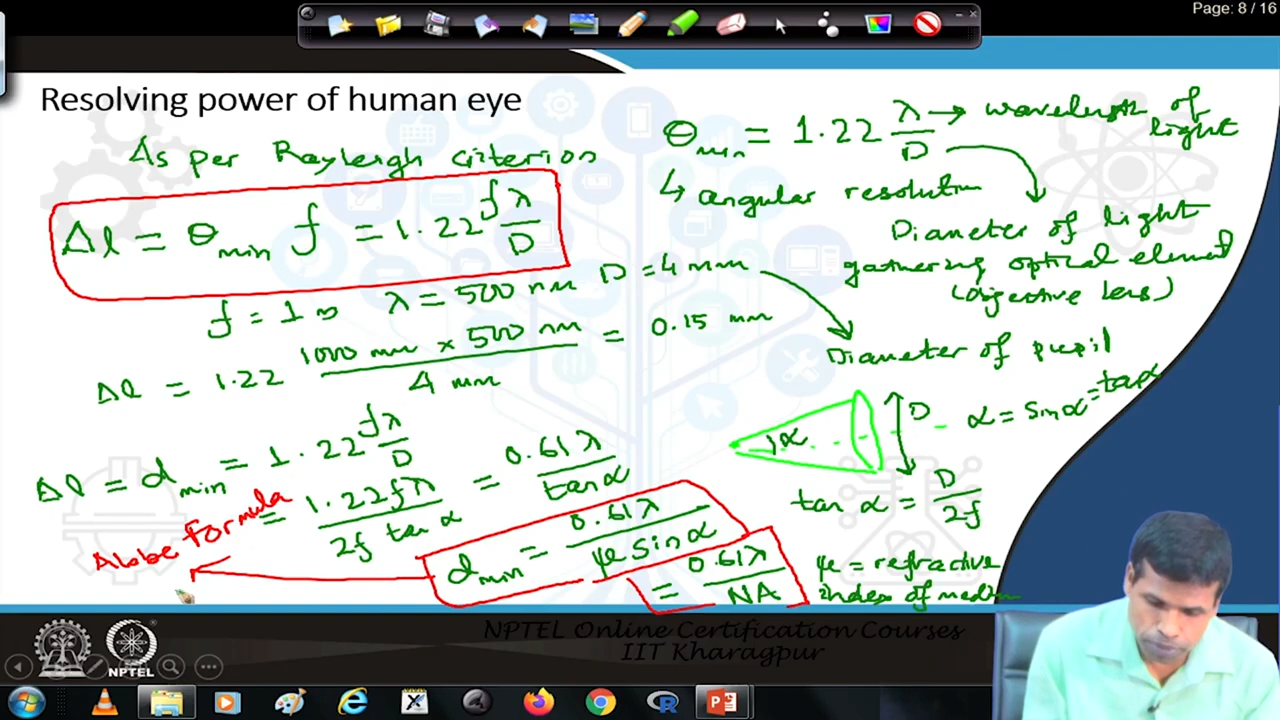 Page: 8 / 16
Resolving power of human eye
As per Rayleigh criterion
Δl = θmin f = 1.22 fλ/D
f = 1 m λ = 500 nm D = 4 mm
Δl = 1.22 1000 mm × 500 nm / 4 mm = 0.15 mm
Δl = dmin = 1.22 fλ/D
= 1.22fλ / 2f tan α = 0.61λ / tan α
Abbe formula
dmin = 0.61λ / μ sin α
= 0.61λ / NA
θmin = 1.22 λ/D → wavelength of
light
↳ angular resolution
Diameter of light
gathering optical element
(objective lens)
Diameter of pupil
α D α = sin α = tan α
tan α = D/2f
μ = refractive
index of medium
NPTEL Online Certification Courses
IIT Kharagpur
NPTEL